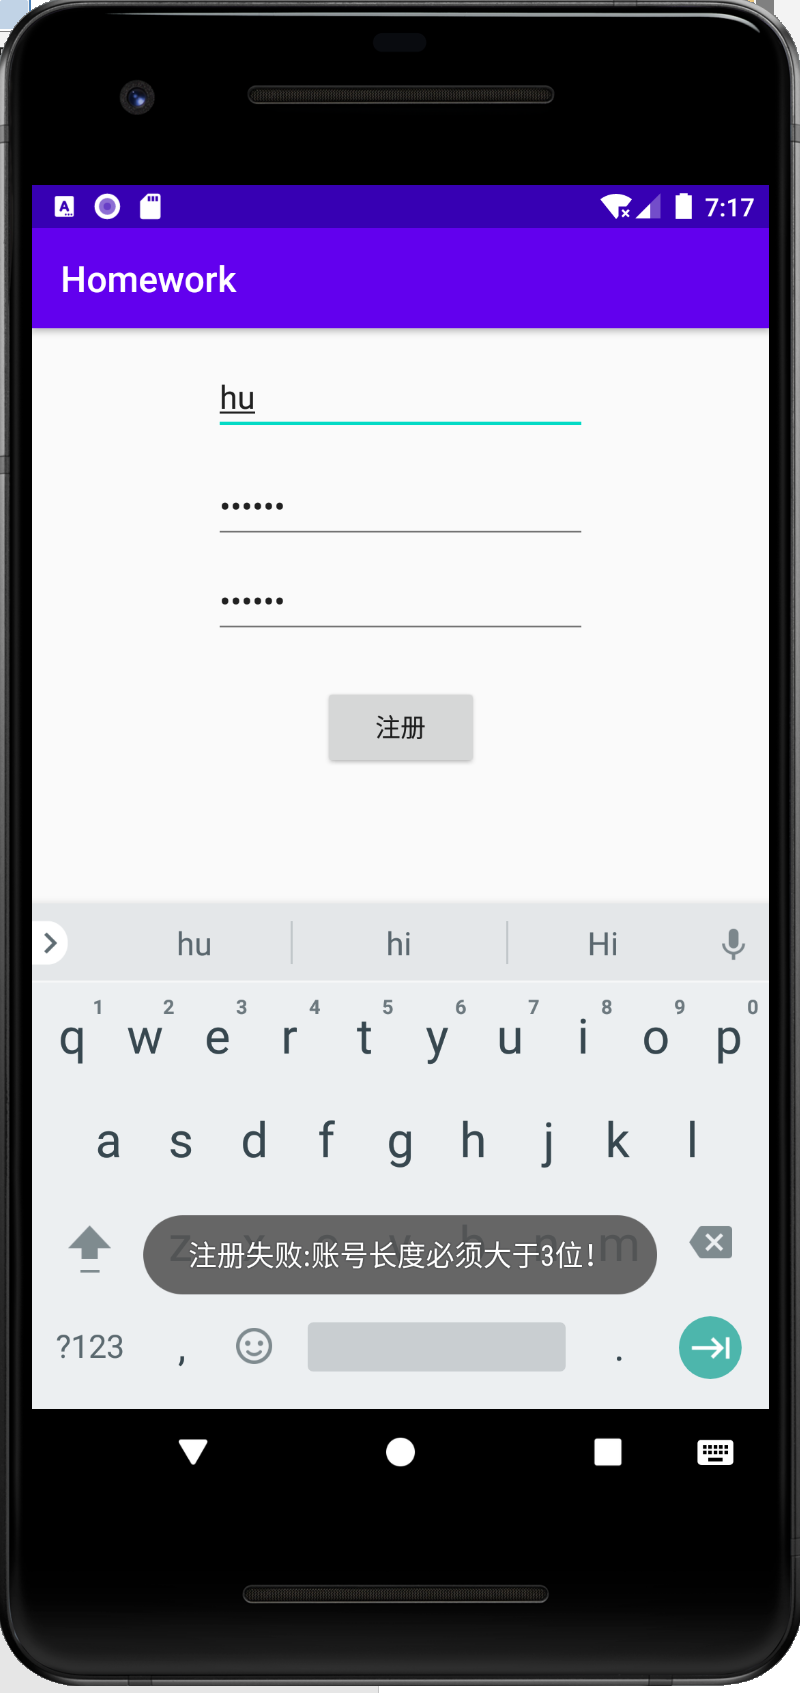 7:17
Homework
hu
••••••
••••••
注册
hu hi Hi
1 2 3 4 5 6 7 8 9 0
q w e r t y u i o p
a s d f g h j k l
z x c v b n m
注册失败:账号长度必须大于3位!
?123 , .